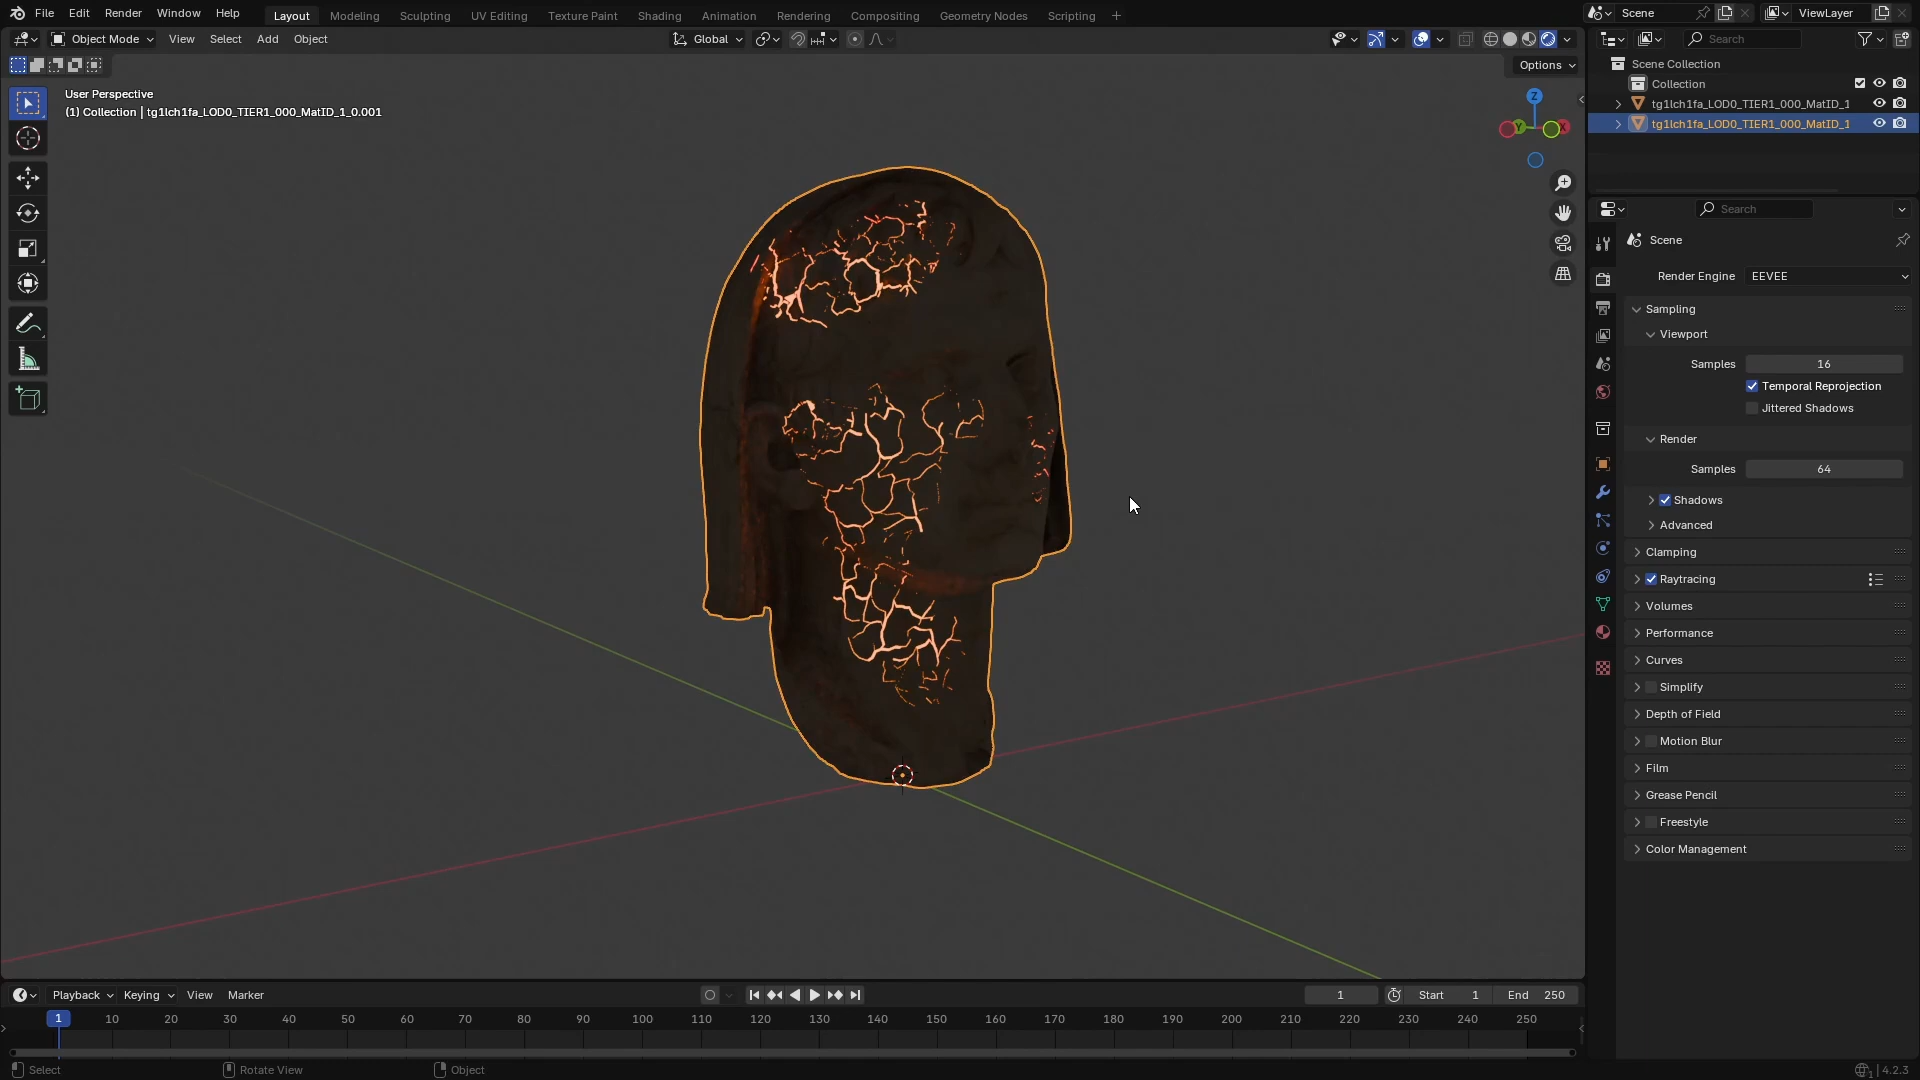 File Edit Render Window Help Layout Modeling Sculpting UV Editing Texture Paint Shading Animation Rendering Compositing Geometry Nodes Scripting + Scene ViewLayer
Object Mode View Select Add Object Global Search
Options
User Perspective
(1) Collection | tg1lch1fa_LOD0_TIER1_000_MatID_1_0.001
Z
Y
X
Scene Collection
Collection
tg1lch1fa_LOD0_TIER1_000_MatID_1
tg1lch1fa_LOD0_TIER1_000_MatID_1
Search
Scene
Render Engine EEVEE
Sampling
Viewport
Samples 16
Temporal Reprojection
Jittered Shadows
Render
Samples 64
Shadows
Advanced
Clamping
Raytracing
Volumes
Performance
Curves
Simplify
Depth of Field
Motion Blur
Film
Grease Pencil
Freestyle
Color Management
Playback Keying View Marker 1 Start 1 End 250
1 10 20 30 40 50 60 70 80 90 100 110 120 130 140 150 160 170 180 190 200 210 220 230 240 250
Select Rotate View Object 4.2.3